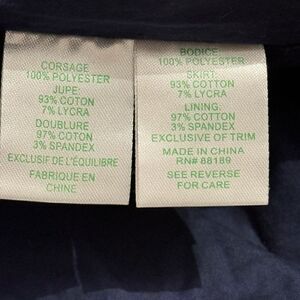 CORSAGE
100% POLYESTER
JUPE:
93% COTON
7% LYCRA
DOUBLURE
97% COTON
3% SPANDEX
EXCLUSIF DE L'ÉQUILIBRE
FABRIQUE EN
CHINE
BODICE:
100% POLYESTER
SKIRT:
93% COTTON
7% LYCRA
LINING:
97% COTTON
3% SPANDEX
EXCLUSIVE OF TRIM
MADE IN CHINA
RN# 88189
SEE REVERSE
FOR CARE